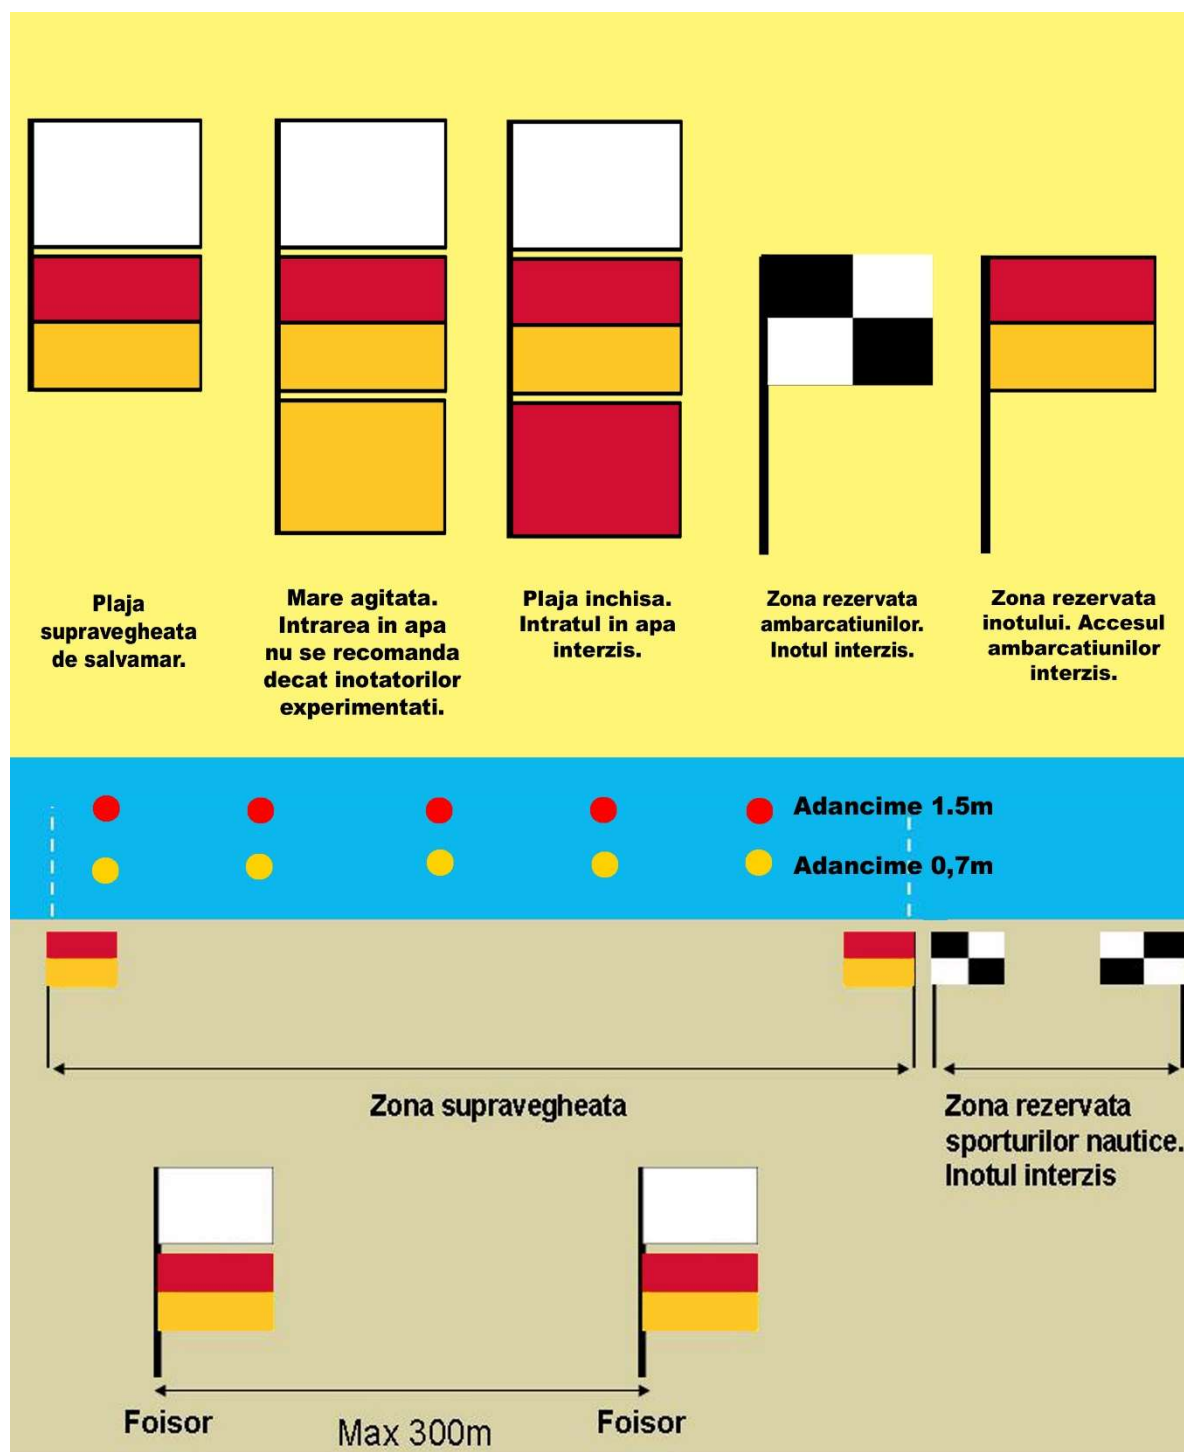 Plaja
supravegheata
de salvamar.
Mare agitata.
Intrarea in apa
nu se recomanda
decat inotatorilor
experimentati.
Plaja inchisa.
Intratul in apa
interzis.
Zona rezervata
ambarcatiunilor.
Inotul interzis.
Zona rezervata
inotului. Accesul
ambarcatiunilor
interzis.
Adancime 1.5m
Adancime 0,7m
Zona supravegheata
Zona rezervata
sporturilor nautice.
Inotul interzis
Foisor
Max 300m
Foisor